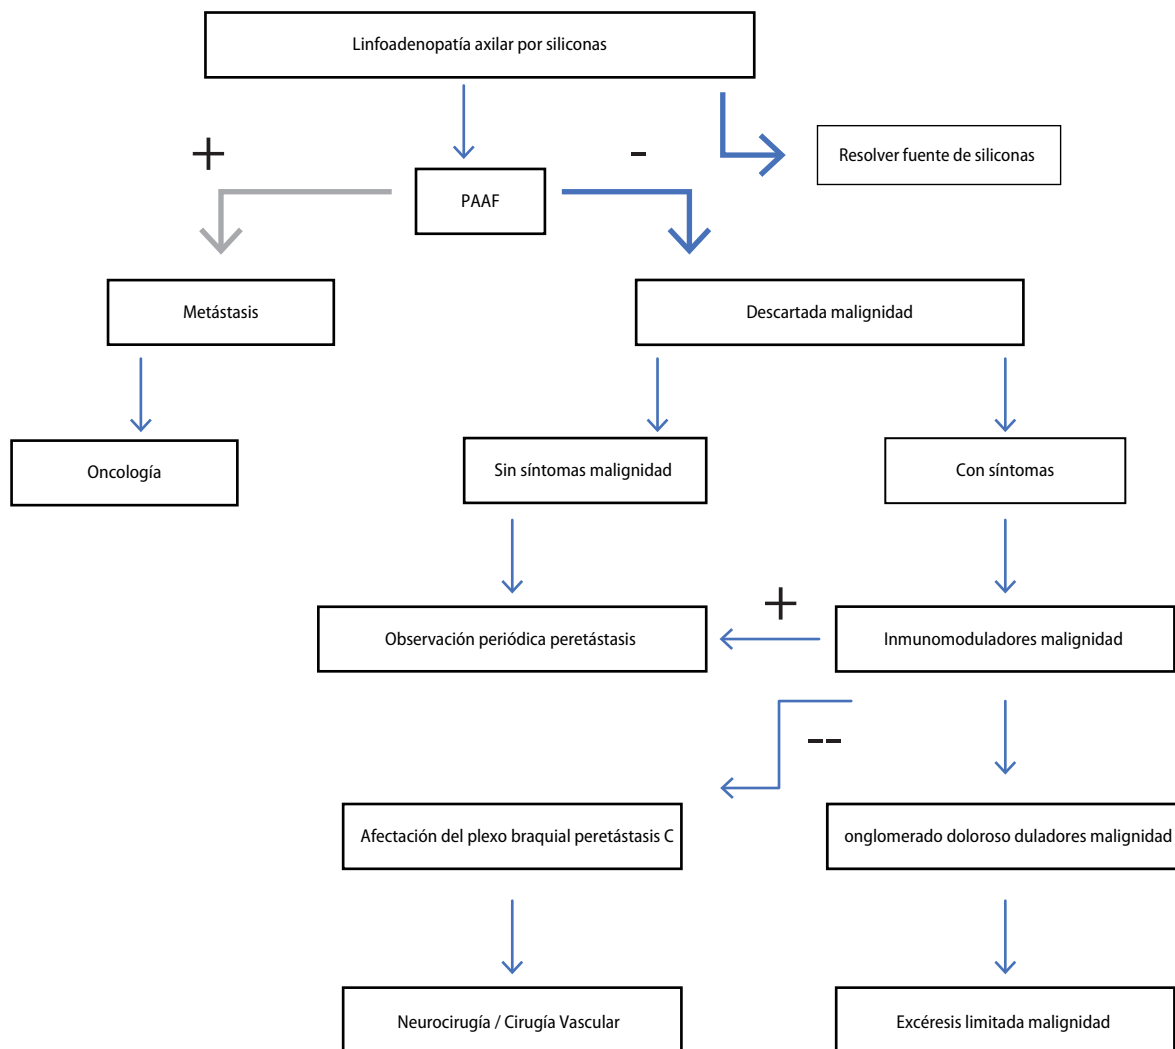 Linfoadenopatía axilar por siliconas
+
-
Resolver fuente de siliconas
PAAF
Metástasis
Descartada malignidad
Oncología
Sin síntomas malignidad
Con síntomas
Observación periódica peretástasis
+
Inmunomoduladores malignidad
--
Afectación del plexo braquial peretástasis C
onglomerado doloroso duladores malignidad
Neurocirugía / Cirugía Vascular
Excéresis limitada malignidad